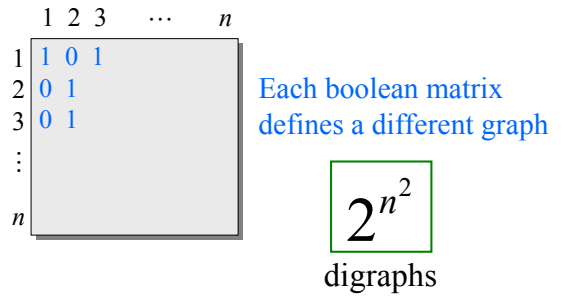 1 2 3 ⋯ n
1 1 0 1
2 0 1
3 0 1
⋮
n
Each boolean matrix
defines a different graph
2^{n^2}
digraphs